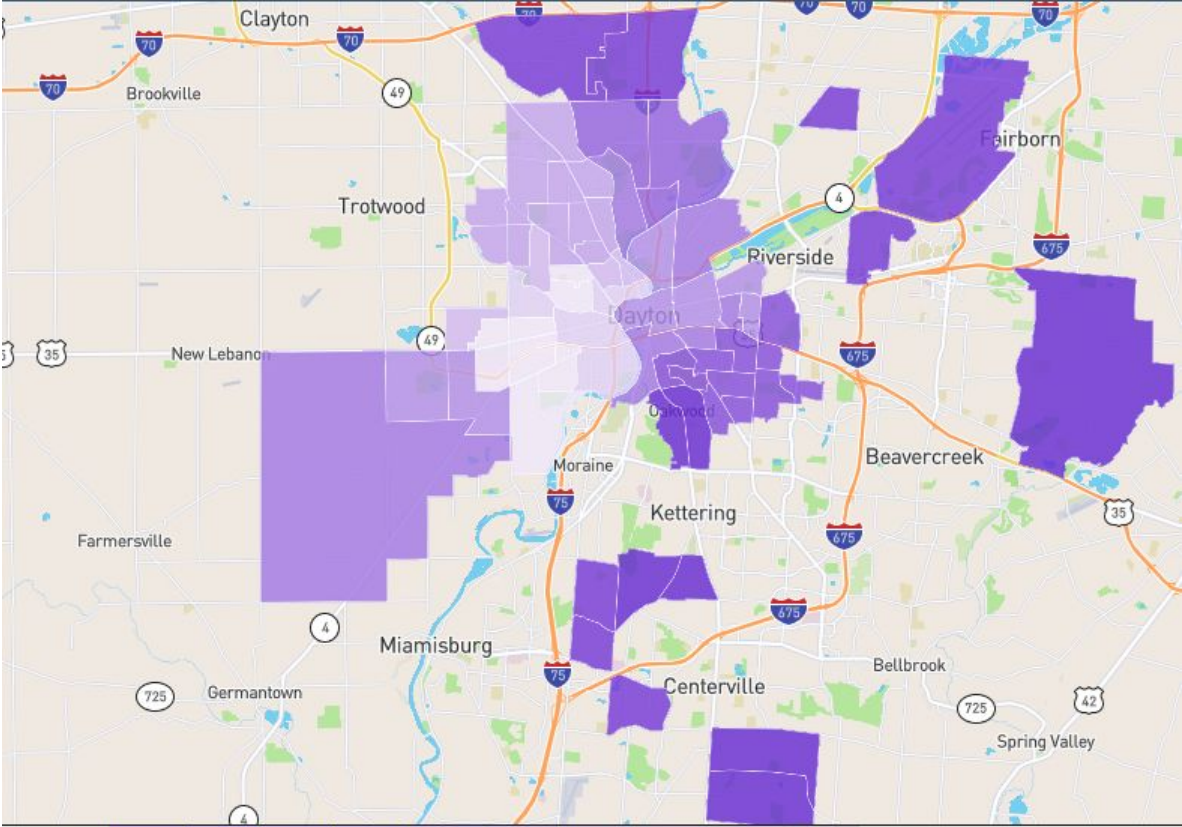 Clayton
70
70
70
70
70
70
70
Brookville
49
Fairborn
Trotwood
4
675
Riverside
Dayton
35
New Lebanon
49
675
Oakwood
Moraine
Beavercreek
75
Kettering
35
Farmersville
675
675
4
Miamisburg
75
Bellbrook
Centerville
725
Germantown
725
42
Spring Valley
4